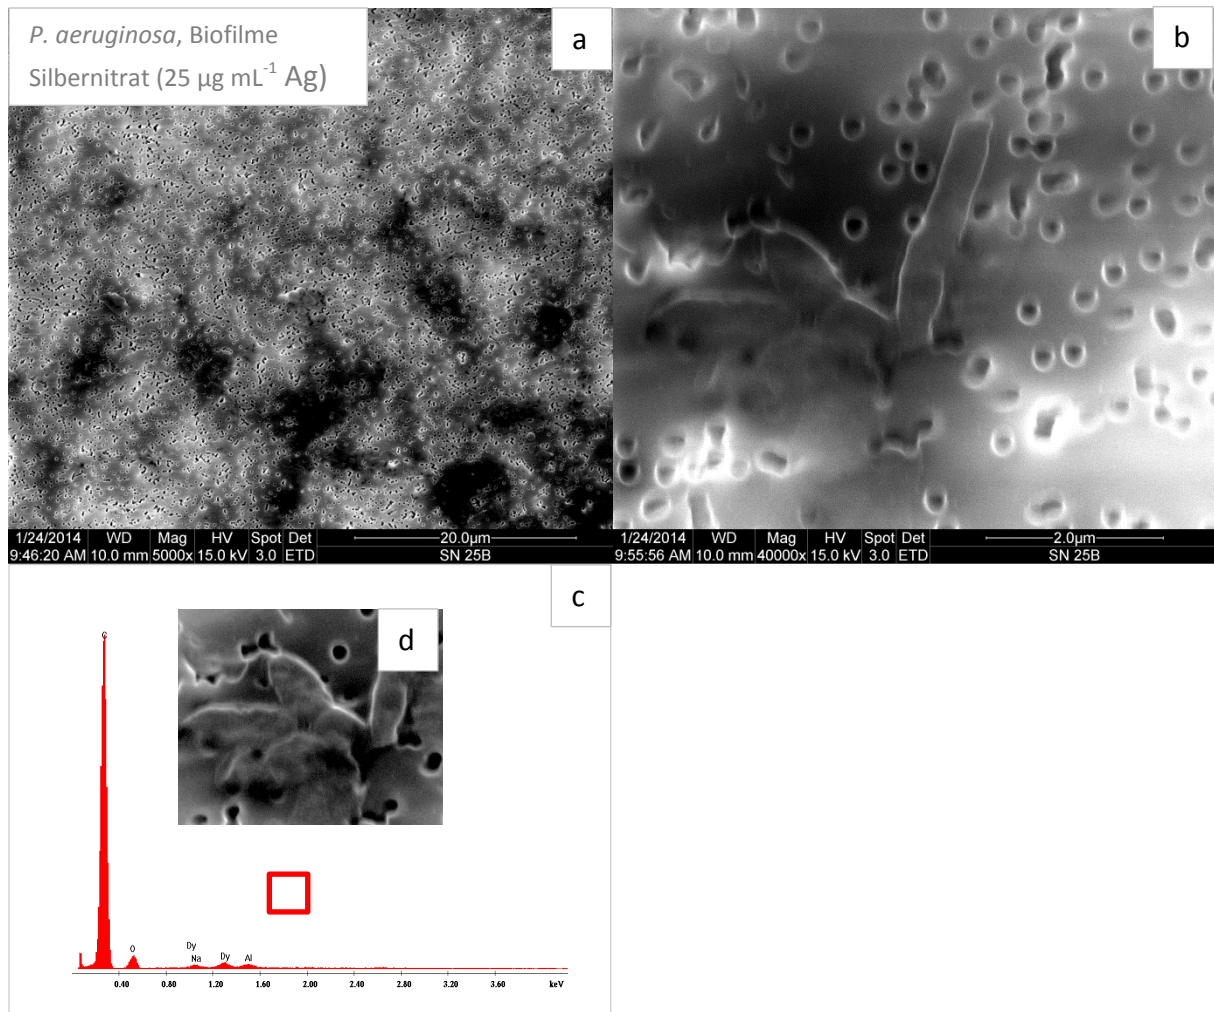 P. aeruginosa, Biofilme
Silbernitrat (25 µg mL⁻¹ Ag)
a
b
1/24/2014 WD Mag HV Spot Det 20.0µm
9:46:20 AM 10.0 mm 5000x 15.0 kV 3.0 ETD SN 25B
1/24/2014 WD Mag HV Spot Det 2.0µm
9:55:56 AM 10.0 mm 40000x 15.0 kV 3.0 ETD SN 25B
c
d
C
O
Dy
Na
Dy
Al
0.40 0.80 1.20 1.60 2.00 2.40 2.80 3.20 3.60 keV